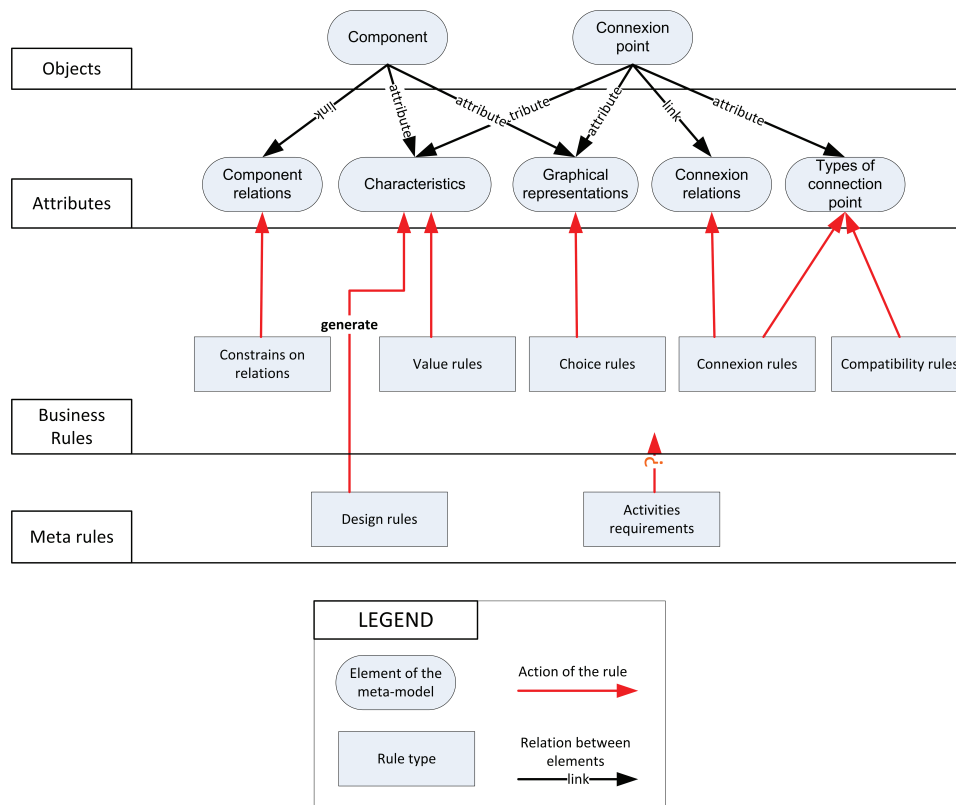 Component
Connexion
point
Objects
link
attribute
attribute
attribute
attribute
link
attribute
Component
relations
Characteristics
Graphical
representations
Connexion
relations
Types of
connection
point
Attributes
generate
Constrains on
relations
Value rules
Choice rules
Connexion rules
Compatibility rules
Business
Rules
?
Design rules
Activities
requirements
Meta rules
LEGEND
Element of the
meta-model
Action of the rule
Rule type
Relation between
elements
link